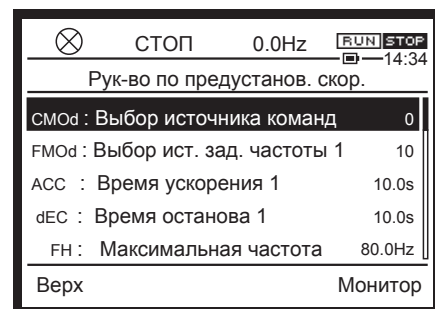 СТОП 0.0Hz RUN STOP
14:34
Рук-во по предустанов. скор.
CMOd : Выбор источника команд 0
FMOd : Выбор ист. зад. частоты 1 10
ACC : Время ускорения 1 10.0s
dEC : Время останова 1 10.0s
FH : Максимальная частота 80.0Hz
Верх Монитор